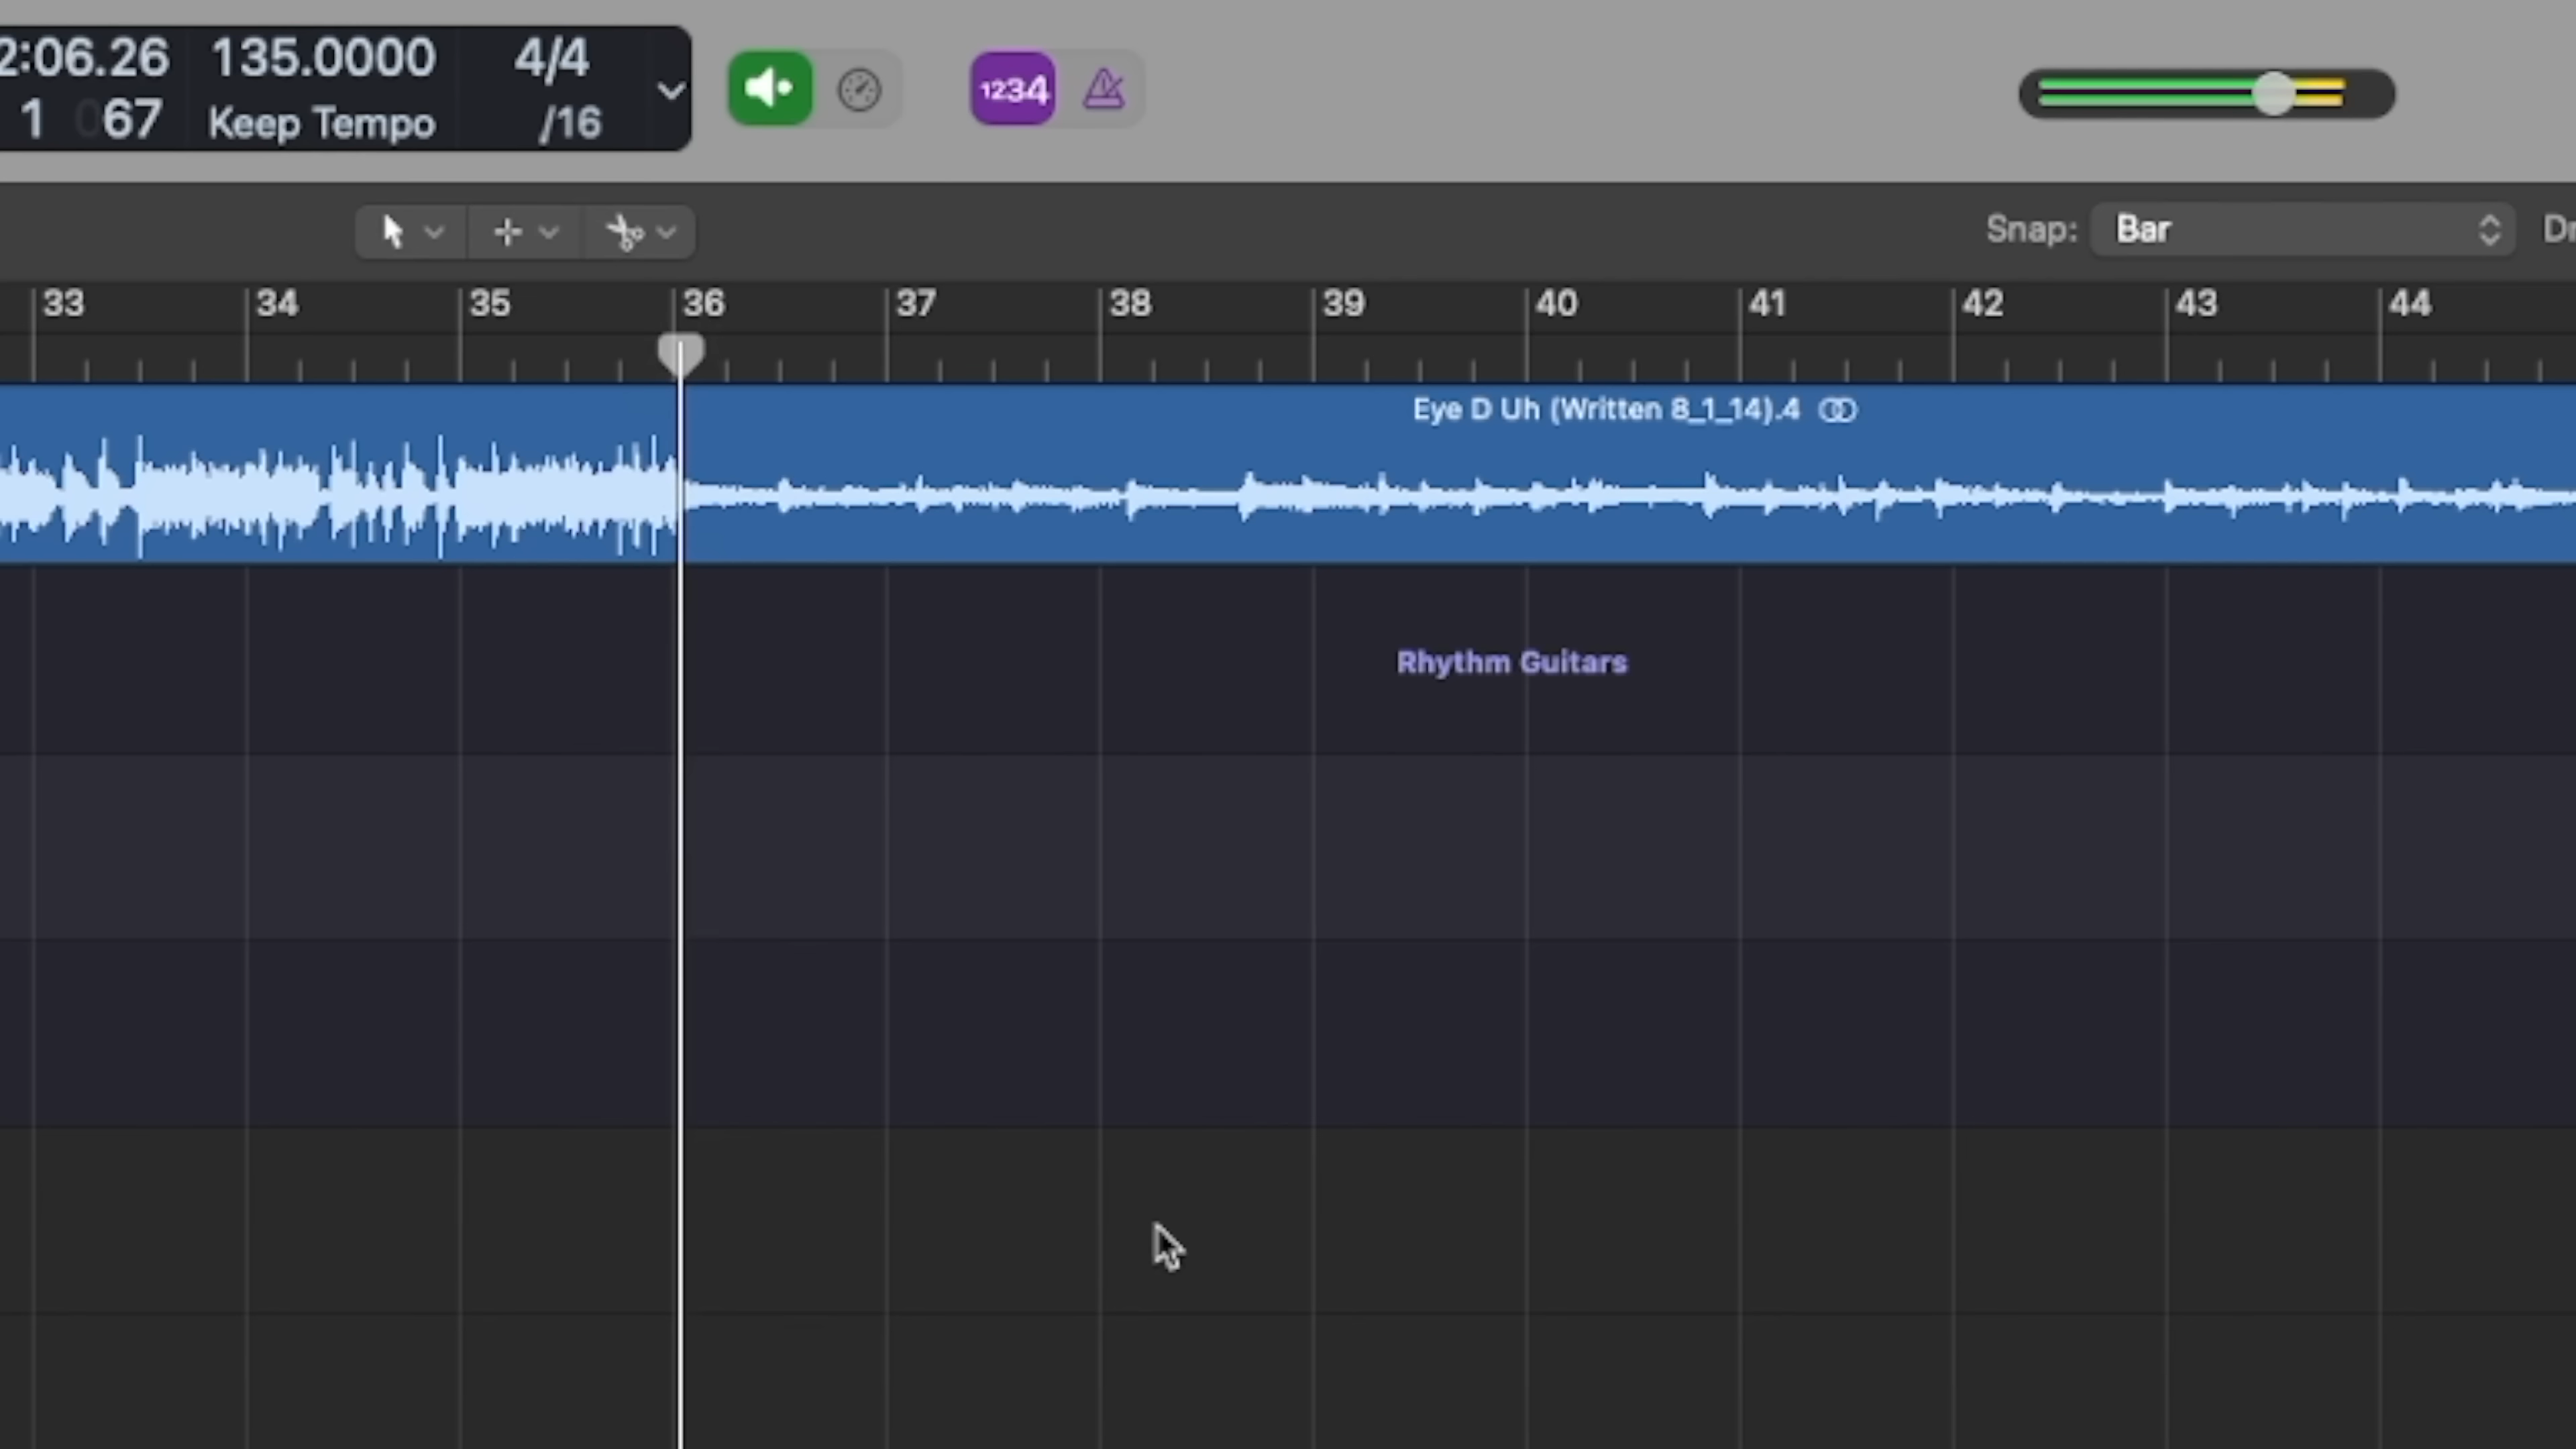 2:06.26 135.0000 4/4
1 067 Keep Tempo /16
1234
Snap: Bar
33 34 35 36 37 38 39 40 41 42 43 44
Eye D Uh (Written 8_1_14).4
Rhythm Guitars